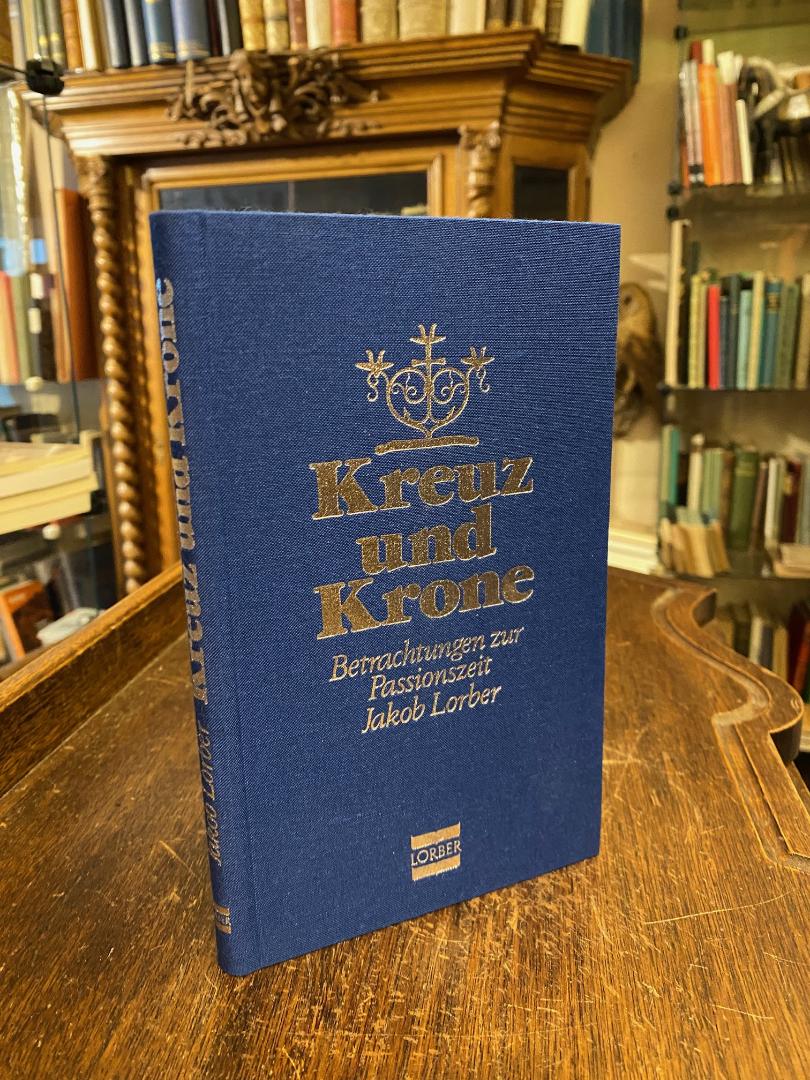 Kreuz
und
Krone
Betrachtungen zur
Passionszeit
Jakob Lorber
LORBER
Jakob Lorber Kreuz und Krone